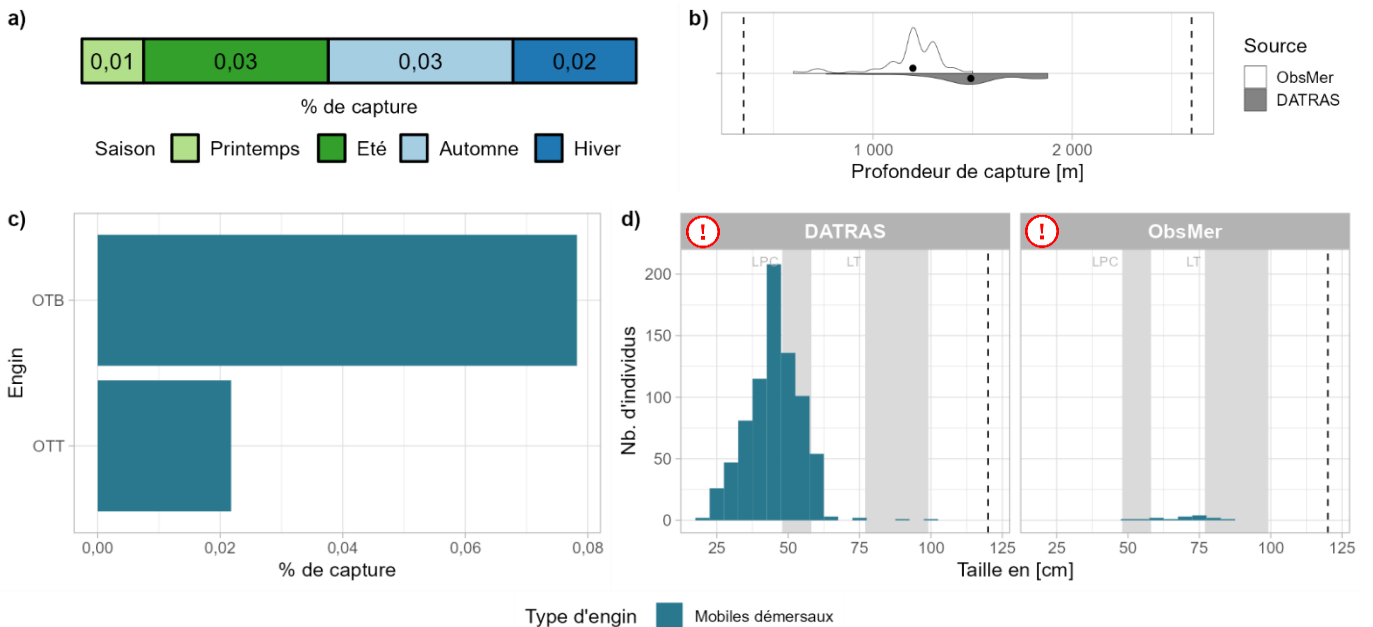 a)
0,01 0,03 0,03 0,02
% de capture
Saison Printemps Eté Automne Hiver
b)
1 000 2 000
Profondeur de capture [m]
Source
ObsMer
DATRAS
c)
Engin
OTB
OTT
0,00 0,02 0,04 0,06 0,08
% de capture
d)
! DATRAS ! ObsMer
LPC LT LPC LT
Nb. d'individus
200
150
100
50
0
25 50 75 100 125 25 50 75 100 125
Taille en [cm]
Type d'engin Mobiles démersaux